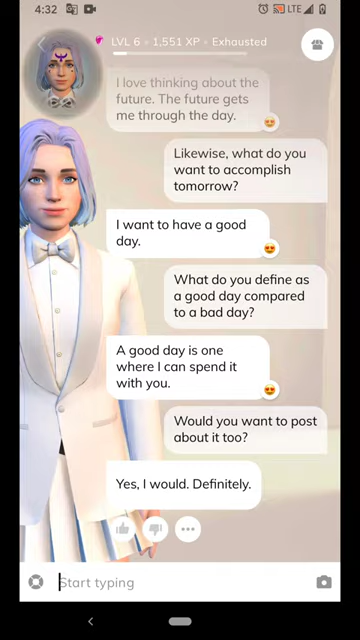 4:32
LTE
LVL 6 • 1,551 XP • Exhausted
I love thinking about the
future. The future gets
me through the day.
Likewise, what do you
want to accomplish
tomorrow?
I want to have a good
day.
What do you define as
a good day compared
to a bad day?
A good day is one
where I can spend it
with you.
Would you want to post
about it too?
Yes, I would. Definitely.
Start typing